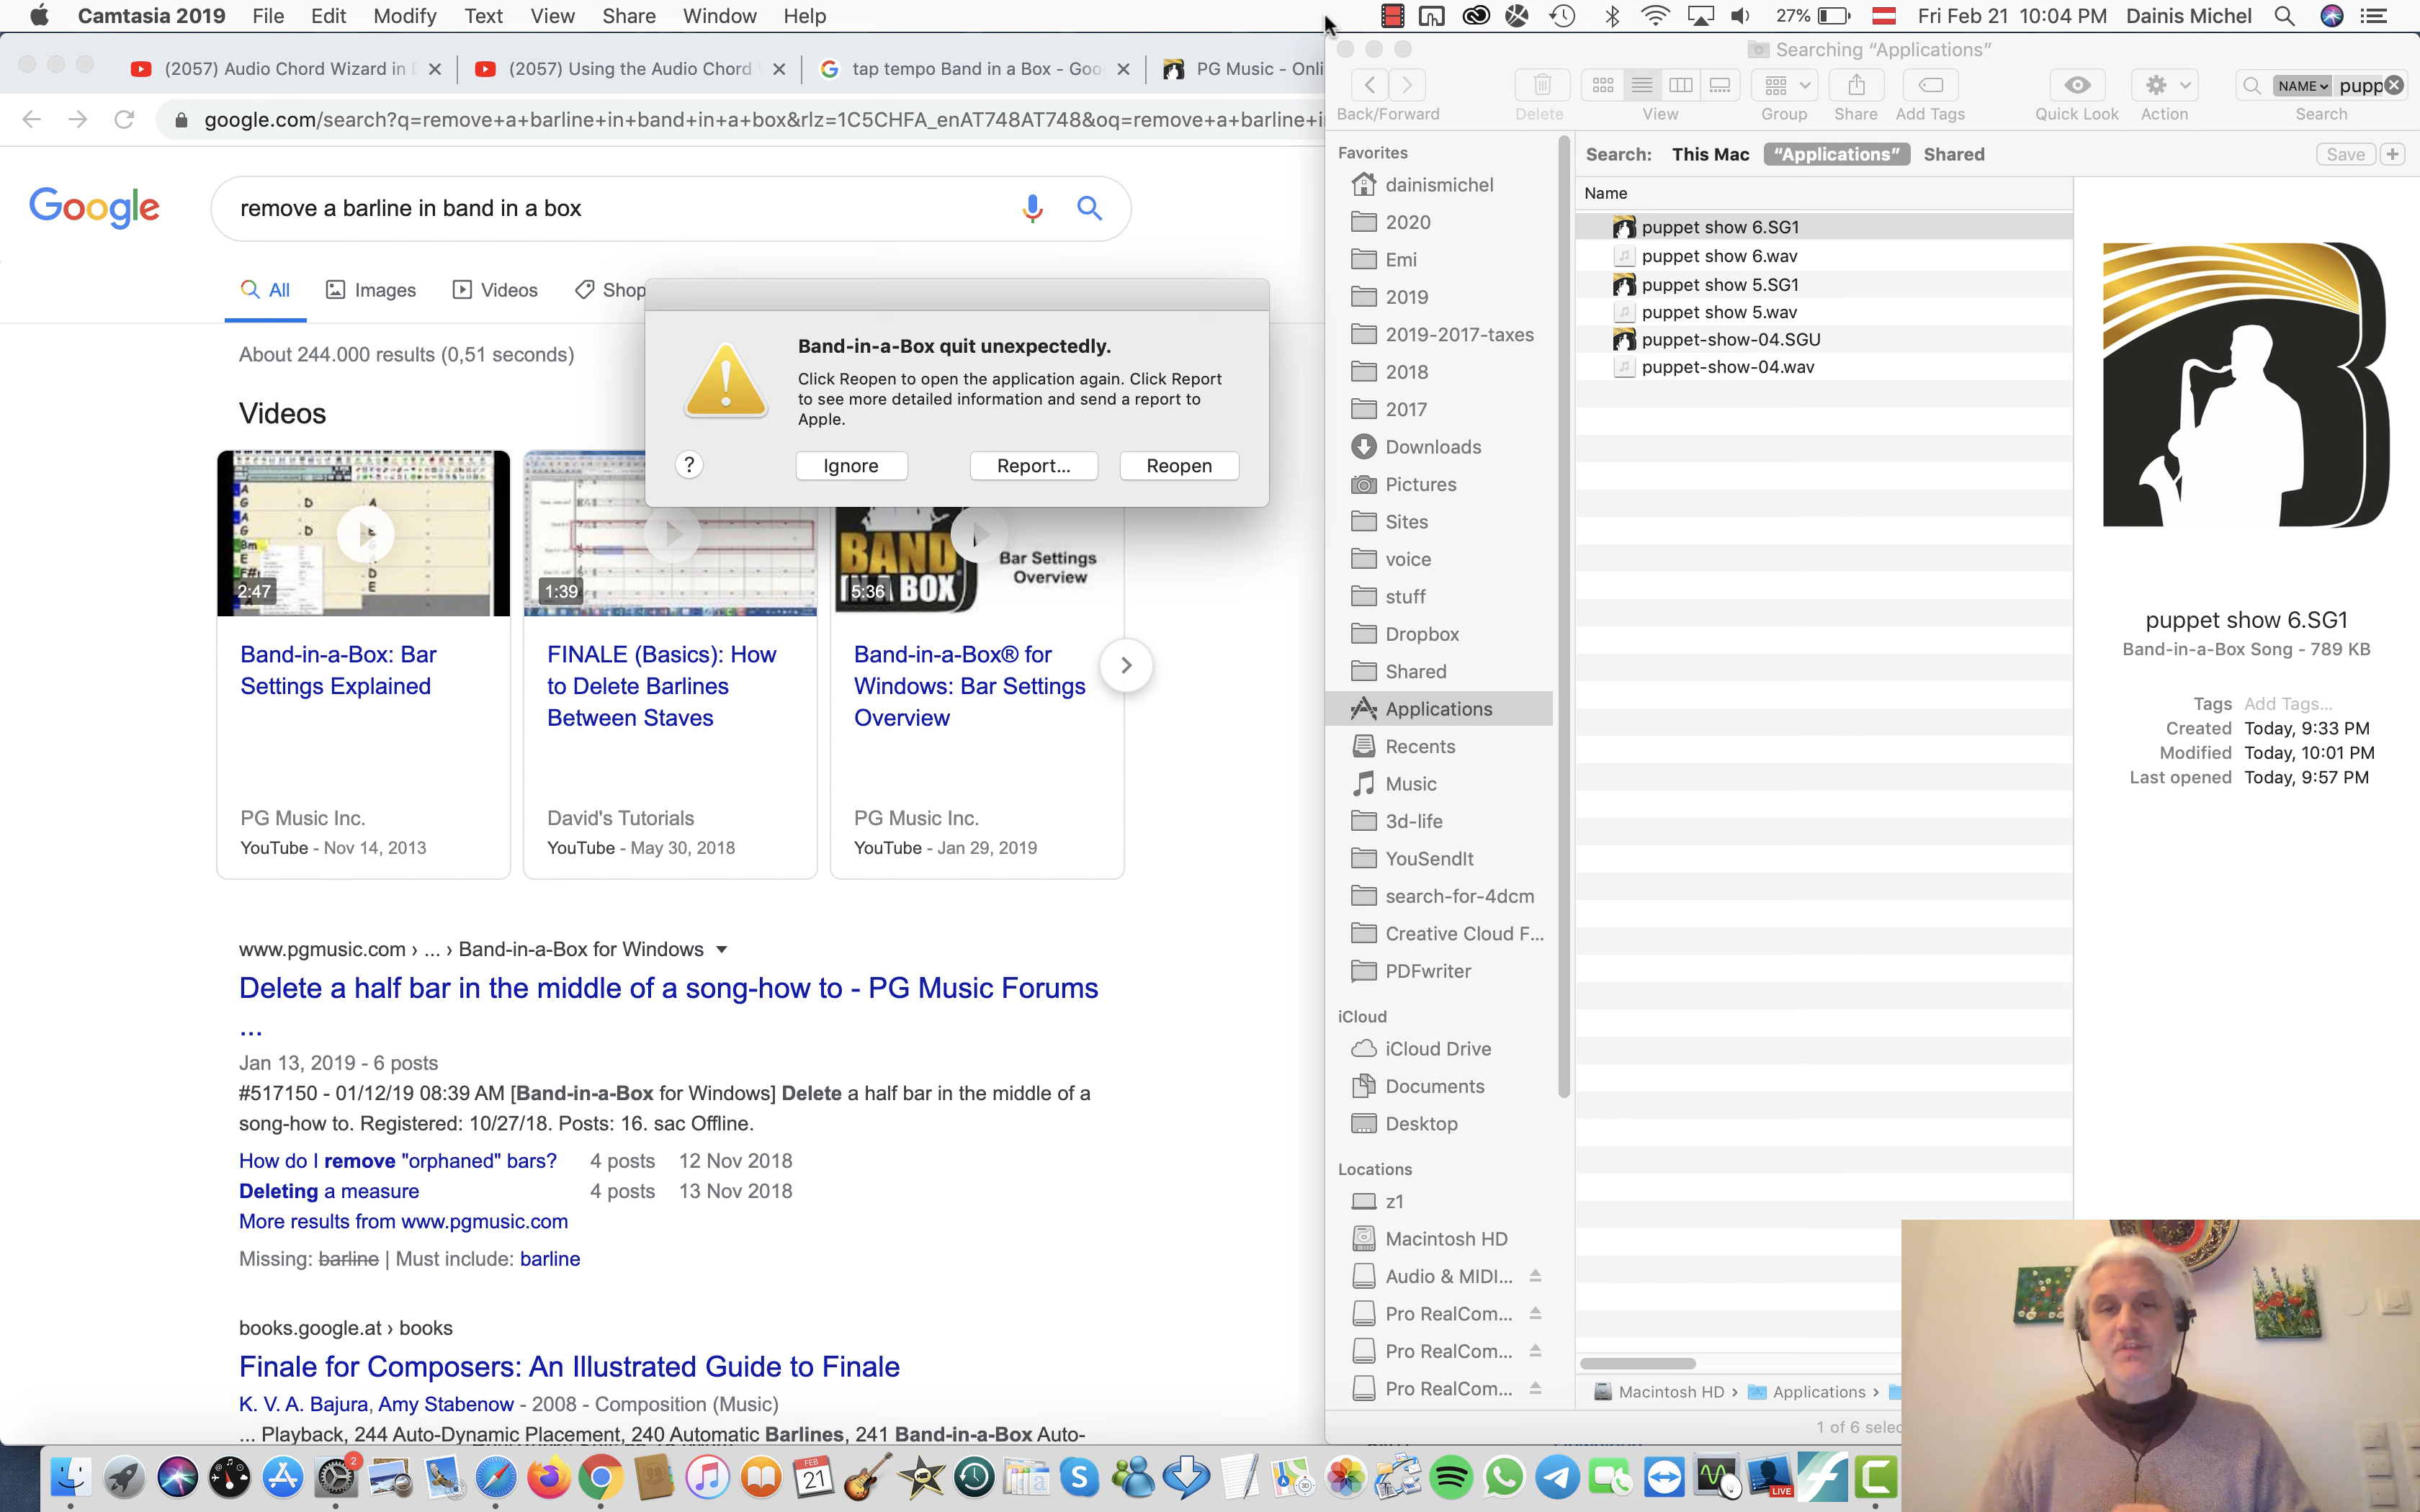 Camtasia 2019 File Edit Modify Text View Share Window Help
27% Fri Feb 21 10:04 PM Dainis Michel
(2057) Audio Chord Wizard in
(2057) Using the Audio Chord
tap tempo Band in a Box - Goo
PG Music - Onli
google.com/search?q=remove+a+barline+in+band+in+a+box&rlz=1C5CHFA_enAT748AT748&oq=remove+a+barline+i
Google
remove a barline in band in a box
All Images Videos Shop
About 244.000 results (0,51 seconds)
Videos
Band-in-a-Box quit unexpectedly.
Click Reopen to open the application again. Click Report
to see more detailed information and send a report to
Apple.
? Ignore Report... Reopen
2:47
1:39
BAND
IN A BOX
5:36
Bar Settings
Overview
Band-in-a-Box: Bar
Settings Explained
PG Music Inc.
YouTube - Nov 14, 2013
FINALE (Basics): How
to Delete Barlines
Between Staves
David's Tutorials
YouTube - May 30, 2018
Band-in-a-Box® for
Windows: Bar Settings
Overview
PG Music Inc.
YouTube - Jan 29, 2019
www.pgmusic.com › ... › Band-in-a-Box for Windows
Delete a half bar in the middle of a song-how to - PG Music Forums
...
Jan 13, 2019 - 6 posts
#517150 - 01/12/19 08:39 AM [Band-in-a-Box for Windows] Delete a half bar in the middle of a
song-how to. Registered: 10/27/18. Posts: 16. sac Offline.
How do I remove "orphaned" bars? 4 posts 12 Nov 2018
Deleting a measure 4 posts 13 Nov 2018
More results from www.pgmusic.com
Missing: barline | Must include: barline
books.google.at › books
Finale for Composers: An Illustrated Guide to Finale
K. V. A. Bajura, Amy Stabenow - 2008 - Composition (Music)
... Playback, 244 Auto-Dynamic Placement, 240 Automatic Barlines, 241 Band-in-a-Box Auto-
Searching “Applications”
NAME pupp
Back/Forward Delete View Group Share Add Tags Quick Look Action Search
Search: This Mac “Applications” Shared Save +
Favorites
dainismichel
2020
Emi
2019
2019-2017-taxes
2018
2017
Downloads
Pictures
Sites
voice
stuff
Dropbox
Shared
Applications
Recents
Music
3d-life
YouSendIt
search-for-4dcm
Creative Cloud F...
PDFwriter
iCloud
iCloud Drive
Documents
Desktop
Locations
z1
Macintosh HD
Audio & MIDI...
Pro RealCom...
Pro RealCom...
Pro RealCom...
Name
puppet show 6.SG1
puppet show 6.wav
puppet show 5.SG1
puppet show 5.wav
puppet-show-04.SGU
puppet-show-04.wav
puppet show 6.SG1
Band-in-a-Box Song - 789 KB
Tags Add Tags...
Created Today, 9:33 PM
Modified Today, 10:01 PM
Last opened Today, 9:57 PM
Macintosh HD › Applications ›
1 of 6 selec
2
FEB
21
LIVE